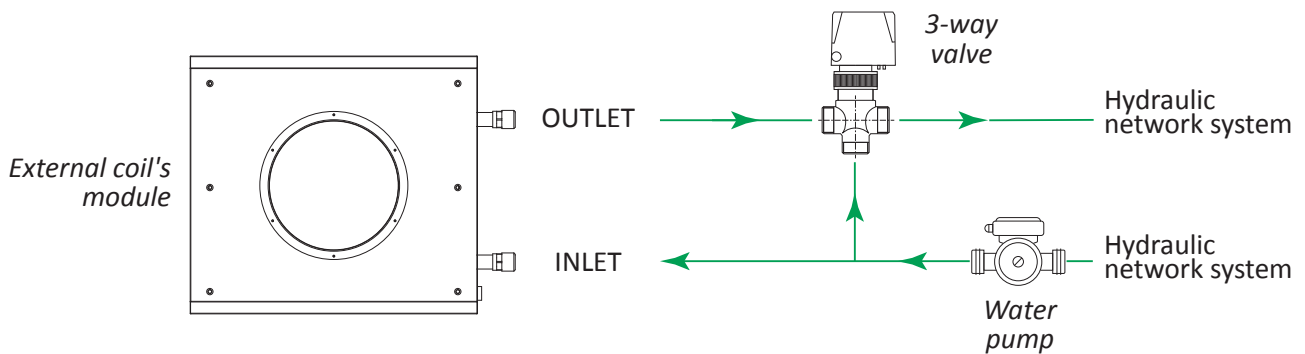 3-way
valve
OUTLET
Hydraulic
network system
External coil's
module
INLET
Hydraulic
network system
Water
pump